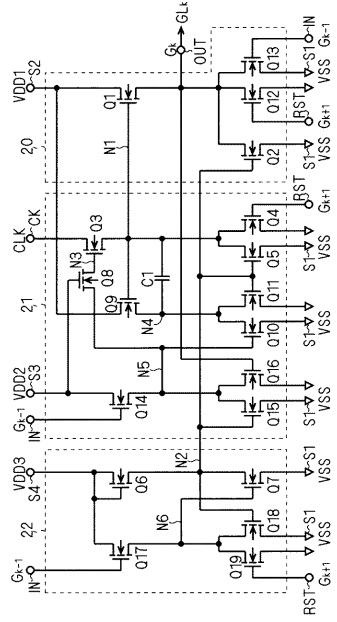 Gk-1
IN
VDD3
S4
Gk-1
IN
VDD2
S3
CLK
CK
VDD1
S2
22
21
20
Q17
Q6
Q14
Q9
Q8
N3
Q3
N1
Q1
N4
C1
N5
N6
N2
Gk
GLk
OUT
Q19
Q18
Q7
Q15
Q16
Q10
Q11
Q5
Q4
Q2
Q12
Q13
RST
Gk+1
S1
VSS
S1
VSS
S1
VSS
S1
VSS
S1
VSS
RST
Gk+1
S1
VSS
RST
Gk+1
S1
VSS
IN
Gk-1